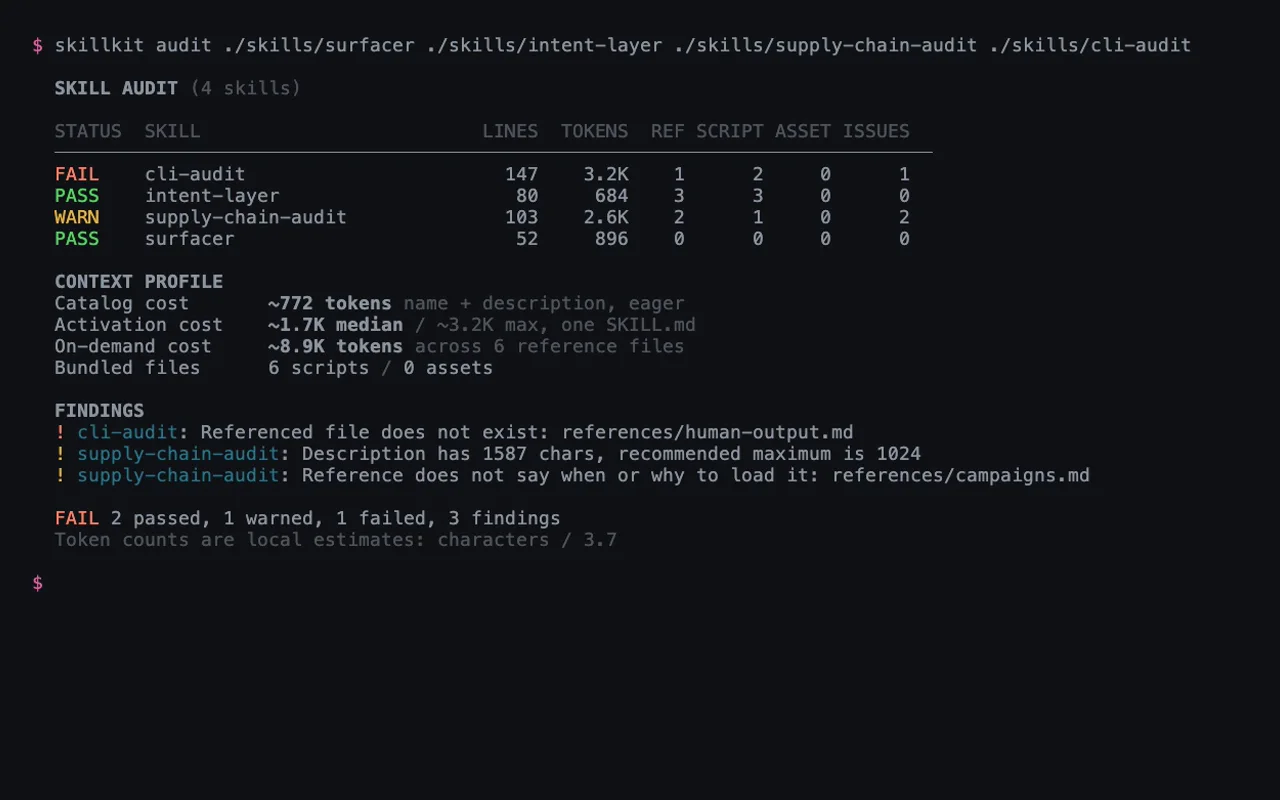 $ skillkit audit ./skills/surfacer ./skills/intent-layer ./skills/supply-chain-audit ./skills/cli-audit
SKILL AUDIT (4 skills)
STATUS  SKILL                         LINES  TOKENS  REF SCRIPT ASSET ISSUES
FAIL    cli-audit                       147    3.2K    1      2     0      1
PASS    intent-layer                     80     684    3      3     0      0
WARN    supply-chain-audit              103    2.6K    2      1     0      2
PASS    surfacer                         52     896    0      0     0      0
CONTEXT PROFILE
Catalog cost       ~772 tokens name + description, eager
Activation cost    ~1.7K median / ~3.2K max, one SKILL.md
On-demand cost     ~8.9K tokens across 6 reference files
Bundled files      6 scripts / 0 assets
FINDINGS
! cli-audit: Referenced file does not exist: references/human-output.md
! supply-chain-audit: Description has 1587 chars, recommended maximum is 1024
! supply-chain-audit: Reference does not say when or why to load it: references/campaigns.md
FAIL 2 passed, 1 warned, 1 failed, 3 findings
Token counts are local estimates: characters / 3.7
$